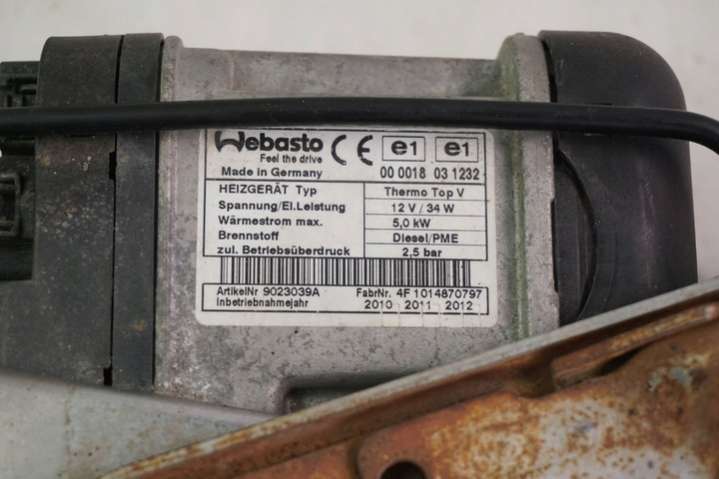 Webasto CE e1 e1
Feel the drive
Made in Germany 00 0018 03 1232
HEIZGERÄT Typ Thermo Top V
Spannung/El.Leistung 12 V / 34 W
Wärmestrom max. 5,0 kW
Brennstoff Diesel/PME
zul. Betriebsüberdruck 2,5 bar
ArtikelNr 9023039A FabrNr. 4F 1014870797
Inbetriebnahmejahr 2010 2011 2012